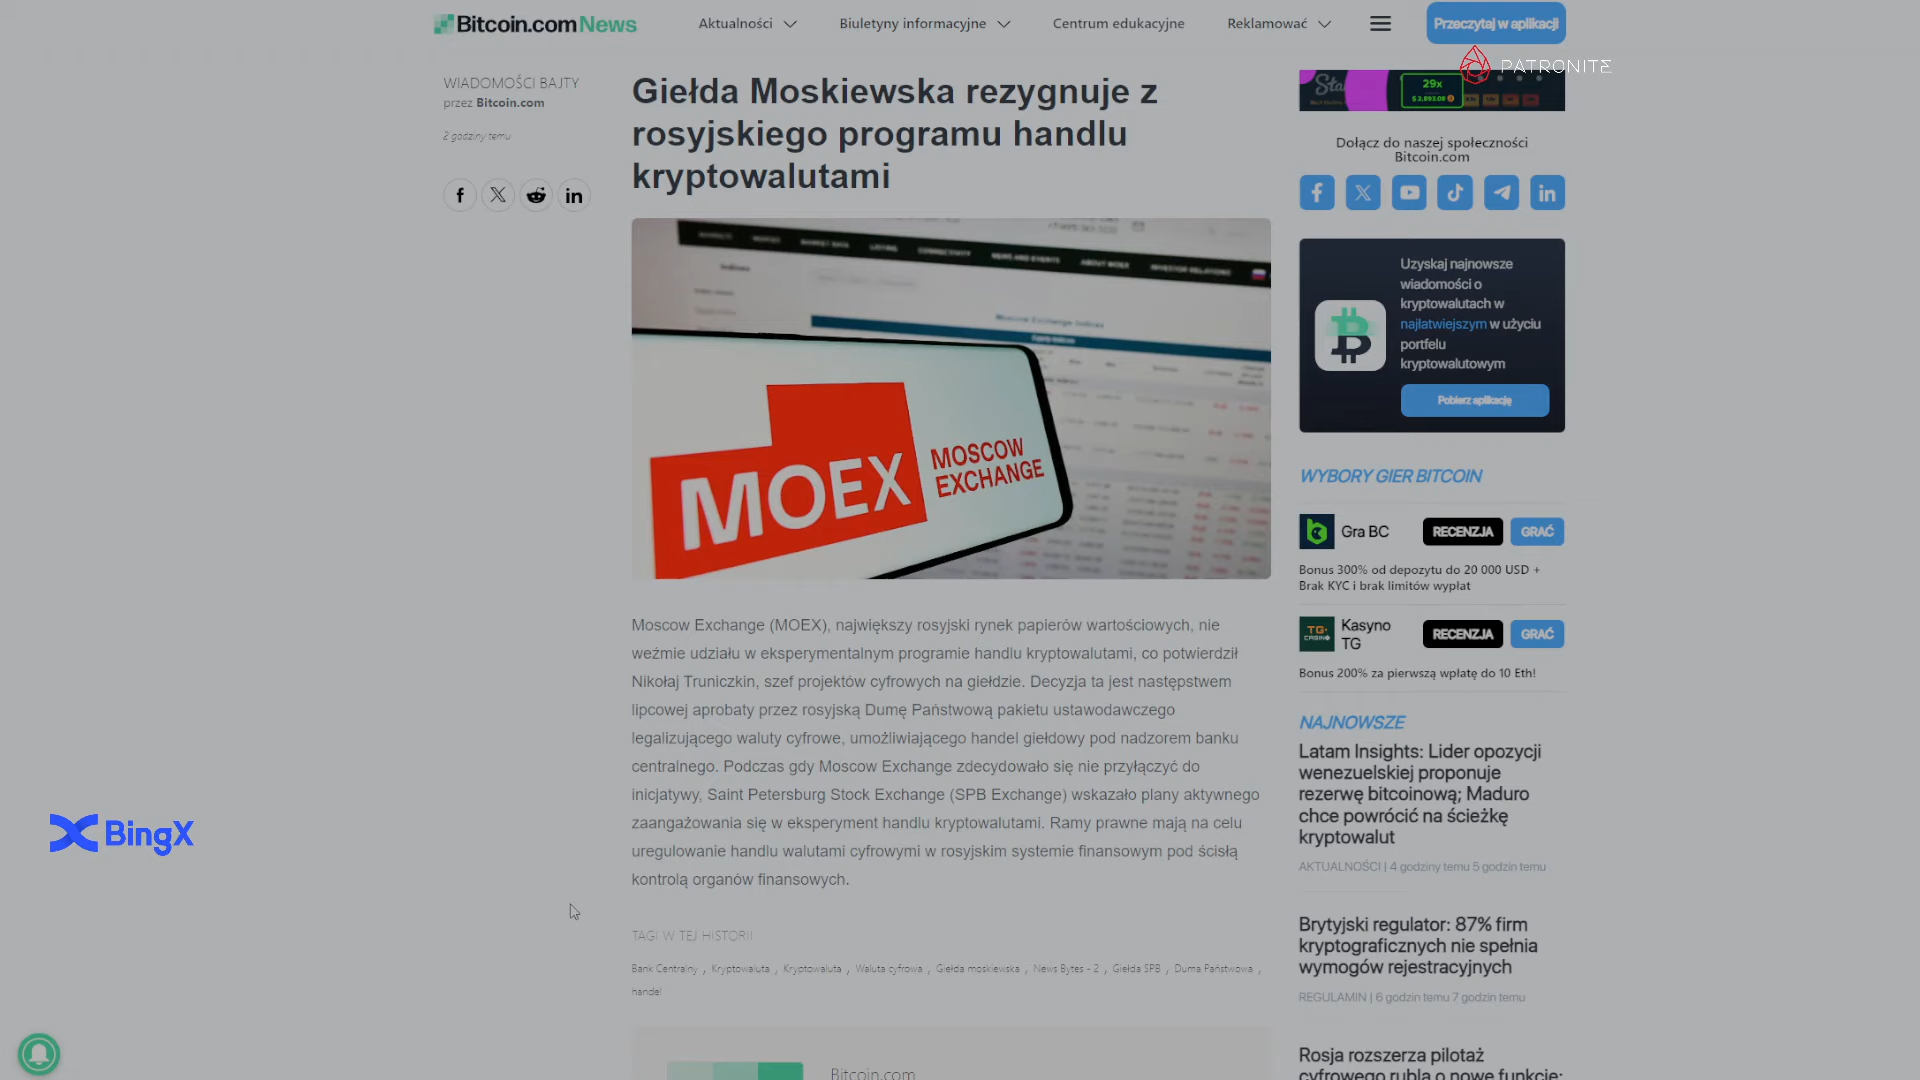 Bitcoin.com News
Aktualności
Biuletyny informacyjne
Centrum edukacyjne
Reklamować
Przeczytaj w aplikacji
PATRONITE
WIADOMOŚCI BAJTY
przez Bitcoin.com
2 godziny temu
Giełda Moskiewska rezygnuje z
rosyjskiego programu handlu
kryptowalutami
MOEX
MOSCOW
EXCHANGE
Moscow Exchange (MOEX), największy rosyjski rynek papierów wartościowych, nie
weźmie udziału w eksperymentalnym programie handlu kryptowalutami, co potwierdził
Nikołaj Truniczkin, szef projektów cyfrowych na giełdzie. Decyzja ta jest następstwem
lipcowej aprobaty przez rosyjską Dumę Państwową pakietu ustawodawczego
legalizującego waluty cyfrowe, umożliwiającego handel giełdowy pod nadzorem banku
centralnego. Podczas gdy Moscow Exchange zdecydowało się nie przyłączyć do
inicjatywy, Saint Petersburg Stock Exchange (SPB Exchange) wskazało plany aktywnego
zaangażowania się w eksperyment handlu kryptowalutami. Ramy prawne mają na celu
uregulowanie handlu walutami cyfrowymi w rosyjskim systemie finansowym pod ścisłą
kontrolą organów finansowych.
TAGI W TEJ HISTORII
Bank Centralny , Kryptowaluta , Kryptowaluta , Waluta cyfrowa , Giełda moskiewska , News Bytes - 2 , Giełda SPB , Duma Państwowa ,
handel
Bitcoin.com
29x
Dołącz do naszej społeczności
Bitcoin.com
Uzyskaj najnowsze
wiadomości o
kryptowalutach w
najłatwiejszym w użyciu
portfelu
kryptowalutowym
Pobierz aplikację
WYBORY GIER BITCOIN
Gra BC
RECENZJA
GRAĆ
Bonus 300% od depozytu do 20 000 USD +
Brak KYC i brak limitów wypłat
TG
CASINO
Kasyno
TG
RECENZJA
GRAĆ
Bonus 200% za pierwszą wpłatę do 10 Eth!
NAJNOWSZE
Latam Insights: Lider opozycji
wenezuelskiej proponuje
rezerwę bitcoinową; Maduro
chce powrócić na ścieżkę
kryptowalut
AKTUALNOŚCI | 4 godziny temu 5 godzin temu
Brytyjski regulator: 87% firm
kryptograficznych nie spełnia
wymogów rejestracyjnych
REGULAMIN | 6 godzin temu 7 godzin temu
Rosja rozszerza pilotaż
cyfrowego rubla o nowe funkcje;
BingX